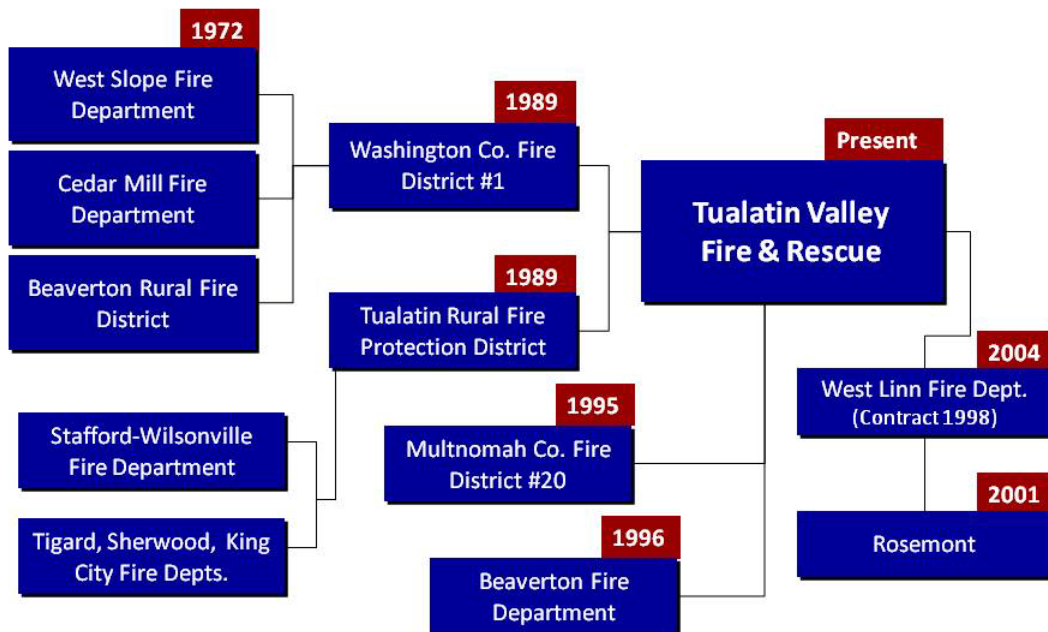 1972
West Slope Fire
Department
Cedar Mill Fire
Department
Beaverton Rural Fire
District
Stafford-Wilsonville
Fire Department
Tigard, Sherwood, King
City Fire Depts.
1989
Washington Co. Fire
District #1
1989
Tualatin Rural Fire
Protection District
1995
Multnomah Co. Fire
District #20
1996
Beaverton Fire
Department
Present
Tualatin Valley
Fire & Rescue
2004
West Linn Fire Dept.
(Contract 1998)
2001
Rosemont